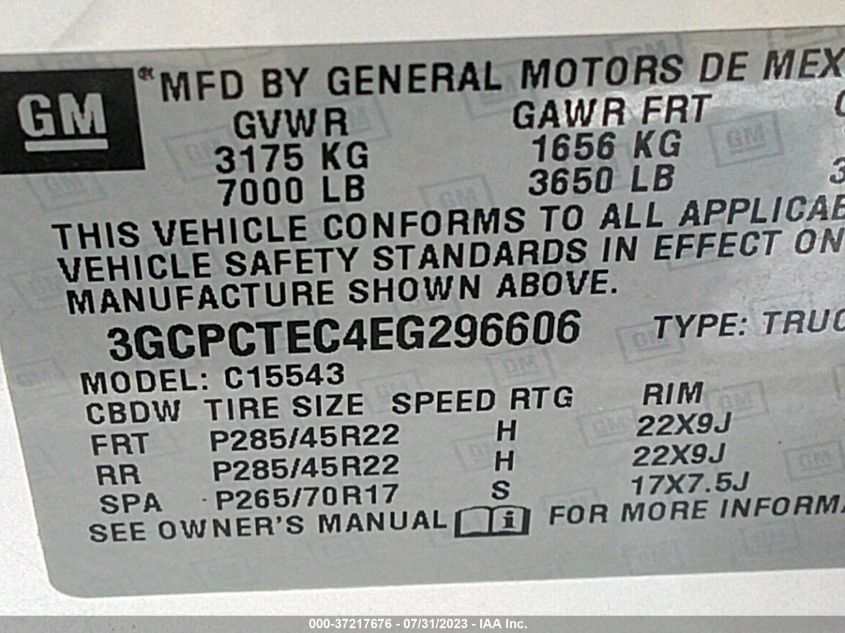 GM
® MFD BY GENERAL MOTORS DE MEX
GVWR GAWR FRT
3175 KG 1656 KG
7000 LB 3650 LB 3
THIS VEHICLE CONFORMS TO ALL APPLICAB
VEHICLE SAFETY STANDARDS IN EFFECT ON
MANUFACTURE SHOWN ABOVE.
3GCPCTEC4EG296606 TYPE: TRUC
MODEL: C15543
CBDW TIRE SIZE SPEED RTG RIM
FRT P285/45R22 H 22X9J
RR P285/45R22 H 22X9J
SPA P265/70R17 S 17X7.5J
SEE OWNER'S MANUAL i FOR MORE INFORMA
000-37217676 - 07/31/2023 - IAA Inc.